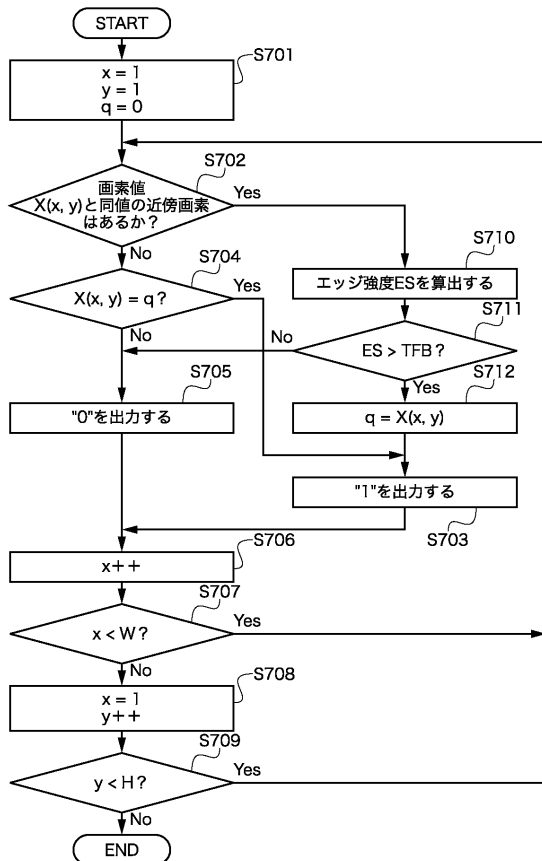 START
S701
x = 1
y = 1
q = 0
S702
画素値
X(x, y)と同値の近傍画素
はあるか?
Yes
No
S710
エッジ強度ESを算出する
S704
X(x, y) = q?
Yes
No
S711
ES > TFB?
No
Yes
S705
"0"を出力する
S712
q = X(x, y)
"1"を出力する
S703
S706
x++
S707
x < W?
Yes
No
S708
x = 1
y++
S709
y < H?
Yes
No
END